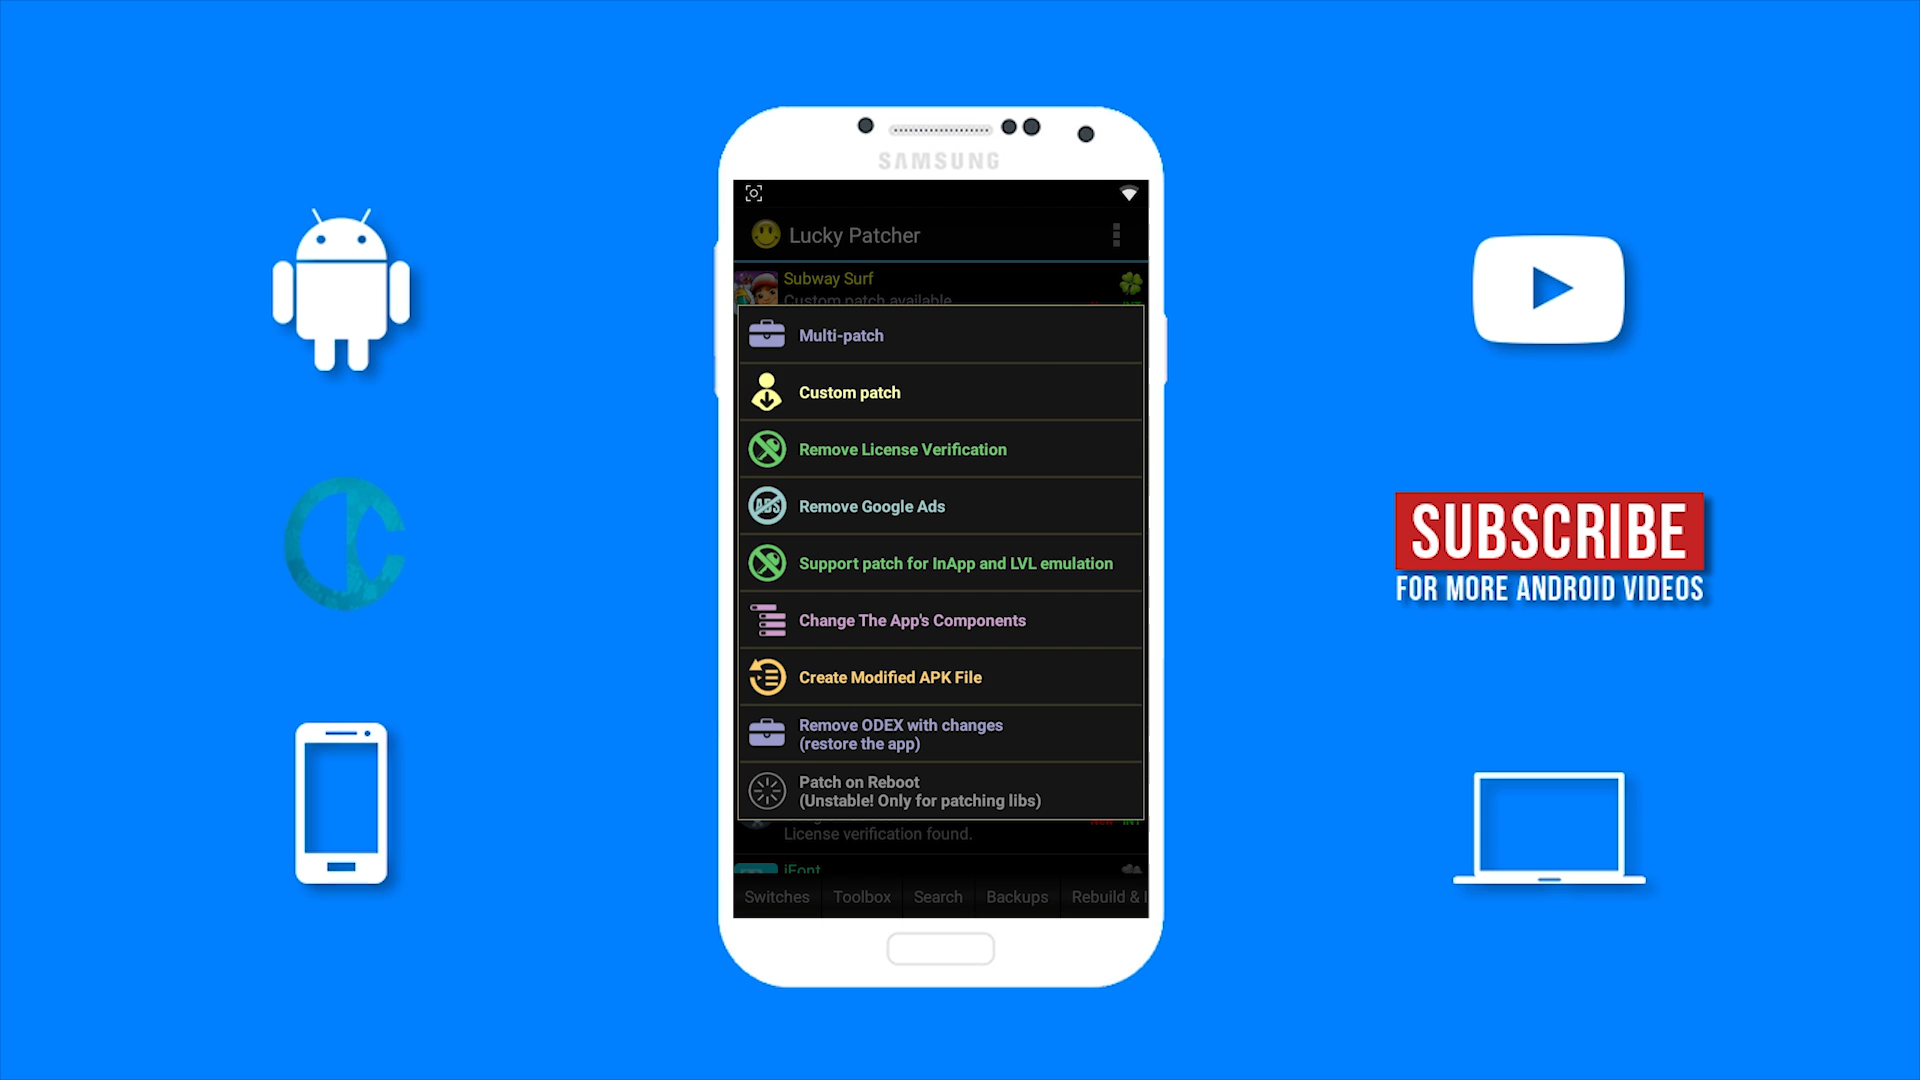 SAMSUNG
Lucky Patcher
Subway Surf
Custom patch available
Multi-patch
Custom patch
Remove License Verification
ADS
Remove Google Ads
Support patch for InApp and LVL emulation
Change The App's Components
Create Modified APK File
Remove ODEX with changes
(restore the app)
Patch on Reboot
(Unstable! Only for patching libs)
License verification found.
iFont
Switches
Toolbox
Search
Backups
Rebuild &
SUBSCRIBE
FOR MORE ANDROID VIDEOS